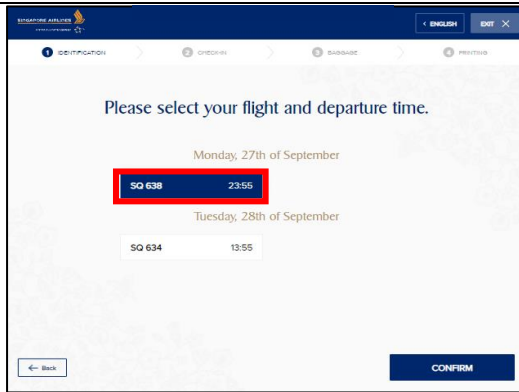 SINGAPORE AIRLINES
ENGLISH EXIT
1 IDENTIFICATION 2 CHECK-IN 3 BAGGAGE 4 PRINTING
Please select your flight and departure time.
Monday, 27th of September
SQ 638 23:55
Tuesday, 28th of September
SQ 634 13:55
← Back CONFIRM